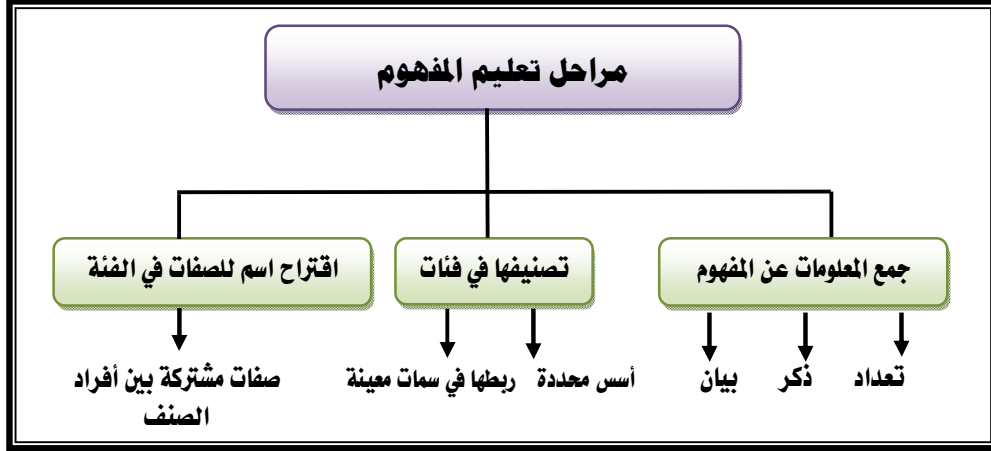 مراحل تعليم المفهوم
جمع المعلومات عن المفهوم
تصنيفها في فئات
اقتراح اسم للصفات في الفئة
تعداد
ذكر
بيان
أسس محددة
ربطها في سمات معينة
صفات مشتركة بين أفراد
الصنف